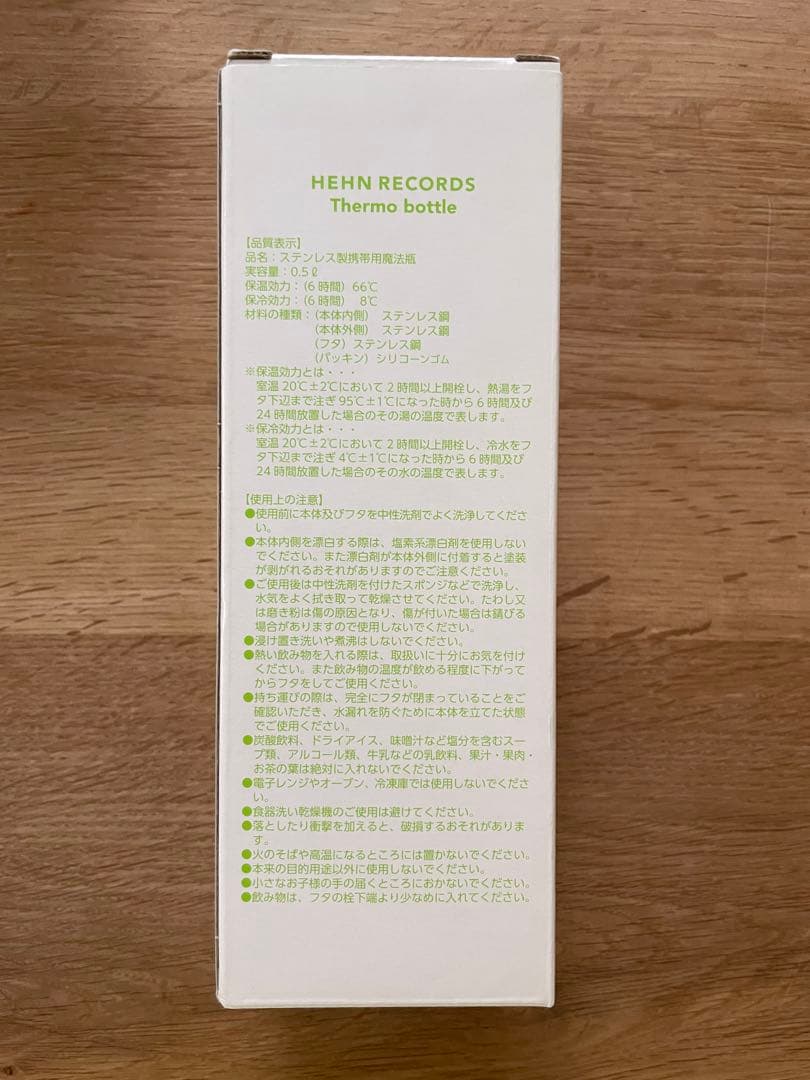 HEHN RECORDS
Thermo bottle
【品質表示】
品名：ステンレス製携帯用魔法瓶
実容量：0.5ℓ
保温効力：（6時間）66℃
保冷効力：（6時間） 8℃
材料の種類：（本体内側） ステンレス鋼
（本体外側） ステンレス鋼
（フタ）ステンレス鋼
（パッキン）シリコーンゴム
※保温効力とは・・・
室温20℃±2℃において2時間以上開栓し、熱湯をフ
タ下辺まで注ぎ95℃±1℃になった時から6時間及び
24時間放置した場合のその湯の温度で表します。
※保冷効力とは・・・
室温20℃±2℃において2時間以上開栓し、冷水をフ
タ下辺まで注ぎ4℃±1℃になった時から6時間及び
24時間放置した場合のその水の温度で表します。
【使用上の注意】
●使用前に本体及びフタを中性洗剤でよく洗浄してくださ
い。
●本体内側を漂白する際は、塩素系漂白剤を使用しない
でください。また漂白剤が本体外側に付着すると塗装
が剥がれるおそれがありますのでご注意ください。
●ご使用後は中性洗剤を付けたスポンジなどで洗浄し、
水気をよく拭き取って乾燥させてください。たわし又
は磨き粉は傷の原因となり、傷が付いた場合は錆びる
場合がありますので使用しないでください。
●浸け置き洗いや煮沸はしないでください。
●熱い飲み物を入れる際は、取扱いに十分にお気を付け
ください。また飲み物の温度が飲める程度に下がって
からフタをしてご使用ください。
●持ち運びの際は、完全にフタが閉まっていることをご
確認いただき、水漏れを防ぐために本体を立てた状態
でご使用ください。
●炭酸飲料、ドライアイス、味噌汁など塩分を含むスー
プ類、アルコール類、牛乳などの乳飲料、果汁・果肉・
お茶の葉は絶対に入れないでください。
●電子レンジやオーブン、冷凍庫では使用しないでくださ
い。
●食器洗い乾燥機のご使用は避けてください。
●落としたり衝撃を加えると、破損するおそれがありま
す。
●火のそばや高温になるところには置かないでください。
●本来の目的用途以外に使用しないでください。
●小さなお子様の手の届くところにおかないでください。
●飲み物は、フタの栓下端より少なめに入れてください。